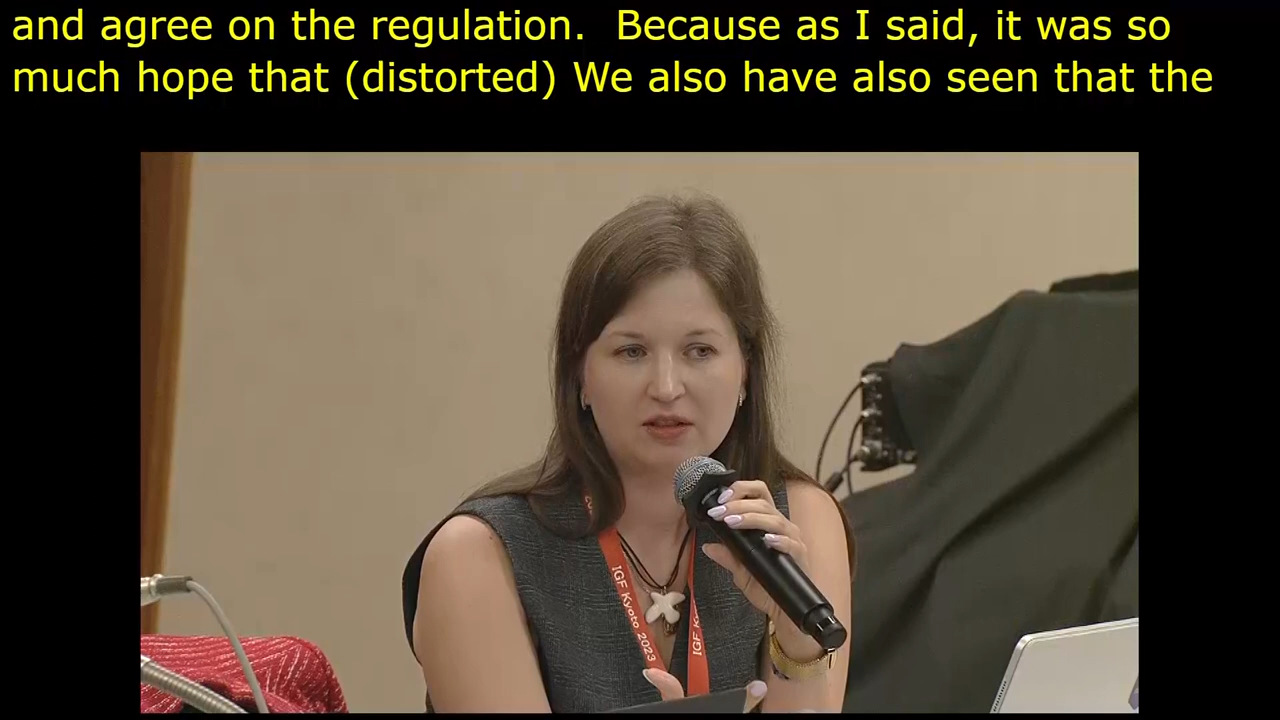 and agree on the regulation.  Because as I said, it was so
much hope that (distorted) We also have also seen that the
IGF Kyoto 2023
IGF K